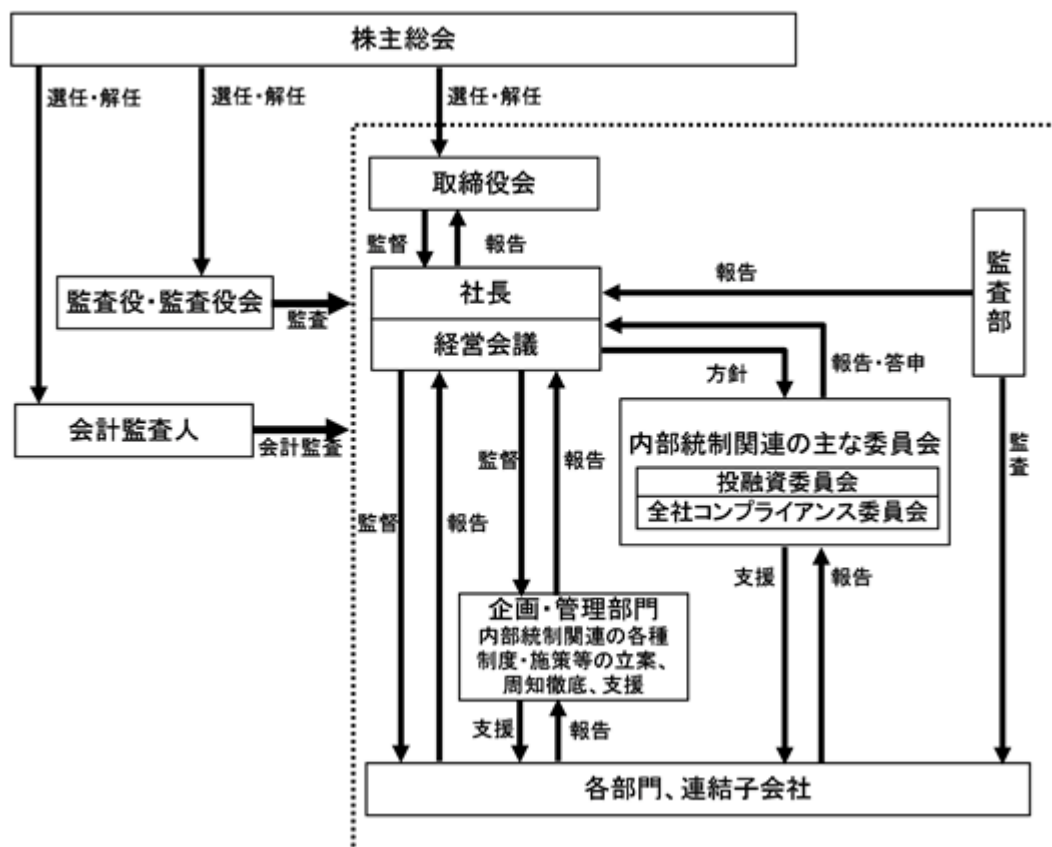 株主総会
選任・解任
選任・解任
選任・解任
取締役会
監督
報告
監査役・監査役会
監査
社長
経営会議
報告
監査部
方針
報告・答申
会計監査人
会計監査
監督
報告
監督
報告
内部統制関連の主な委員会
投融資委員会
全社コンプライアンス委員会
監査
支援
報告
企画・管理部門
内部統制関連の各種
制度・施策等の立案、
周知徹底、支援
支援
報告
各部門、連結子会社